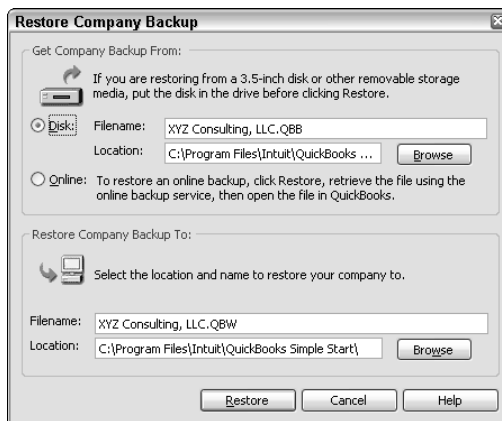 Restore Company Backup
Get Company Backup From:
If you are restoring from a 3.5-inch disk or other removable storage
media, put the disk in the drive before clicking Restore.
Disk:
Filename:
XYZ Consulting, LLC.QBB
Location:
C:\Program Files\Intuit\QuickBooks ...
Browse
Online:
To restore an online backup, click Restore, retrieve the file using the
online backup service, then open the file in QuickBooks.
Restore Company Backup To:
Select the location and name to restore your company to.
Filename:
XYZ Consulting, LLC.QBW
Location:
C:\Program Files\Intuit\QuickBooks Simple Start\
Browse
Restore
Cancel
Help